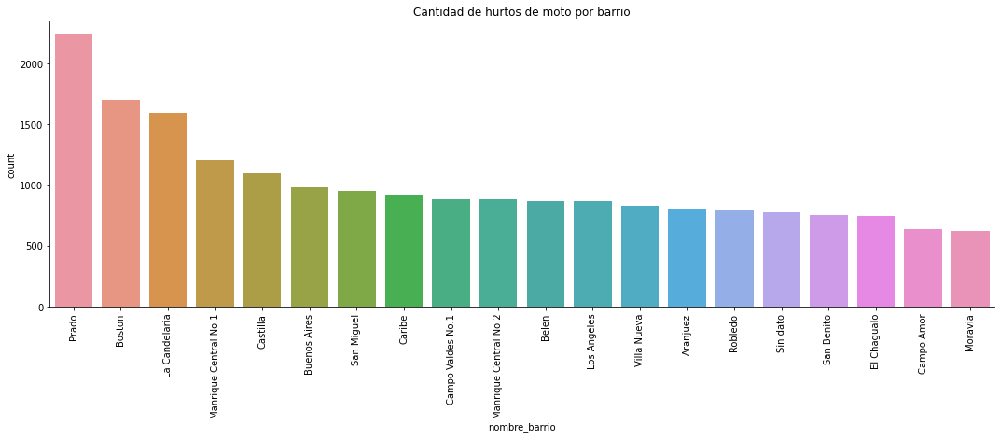 Cantidad de hurtos de moto por barrio
count
2000
1500
1000
500
0
Prado
Boston
La Candelaria
Manrique Central No.1
Castilla
Buenos Aires
San Miguel
Caribe
Campo Valdes No.1
Manrique Central No.2
Belen
Los Angeles
Villa Nueva
Aranjuez
Robledo
Sin dato
San Benito
El Chagualo
Campo Amor
Moravia
nombre_barrio